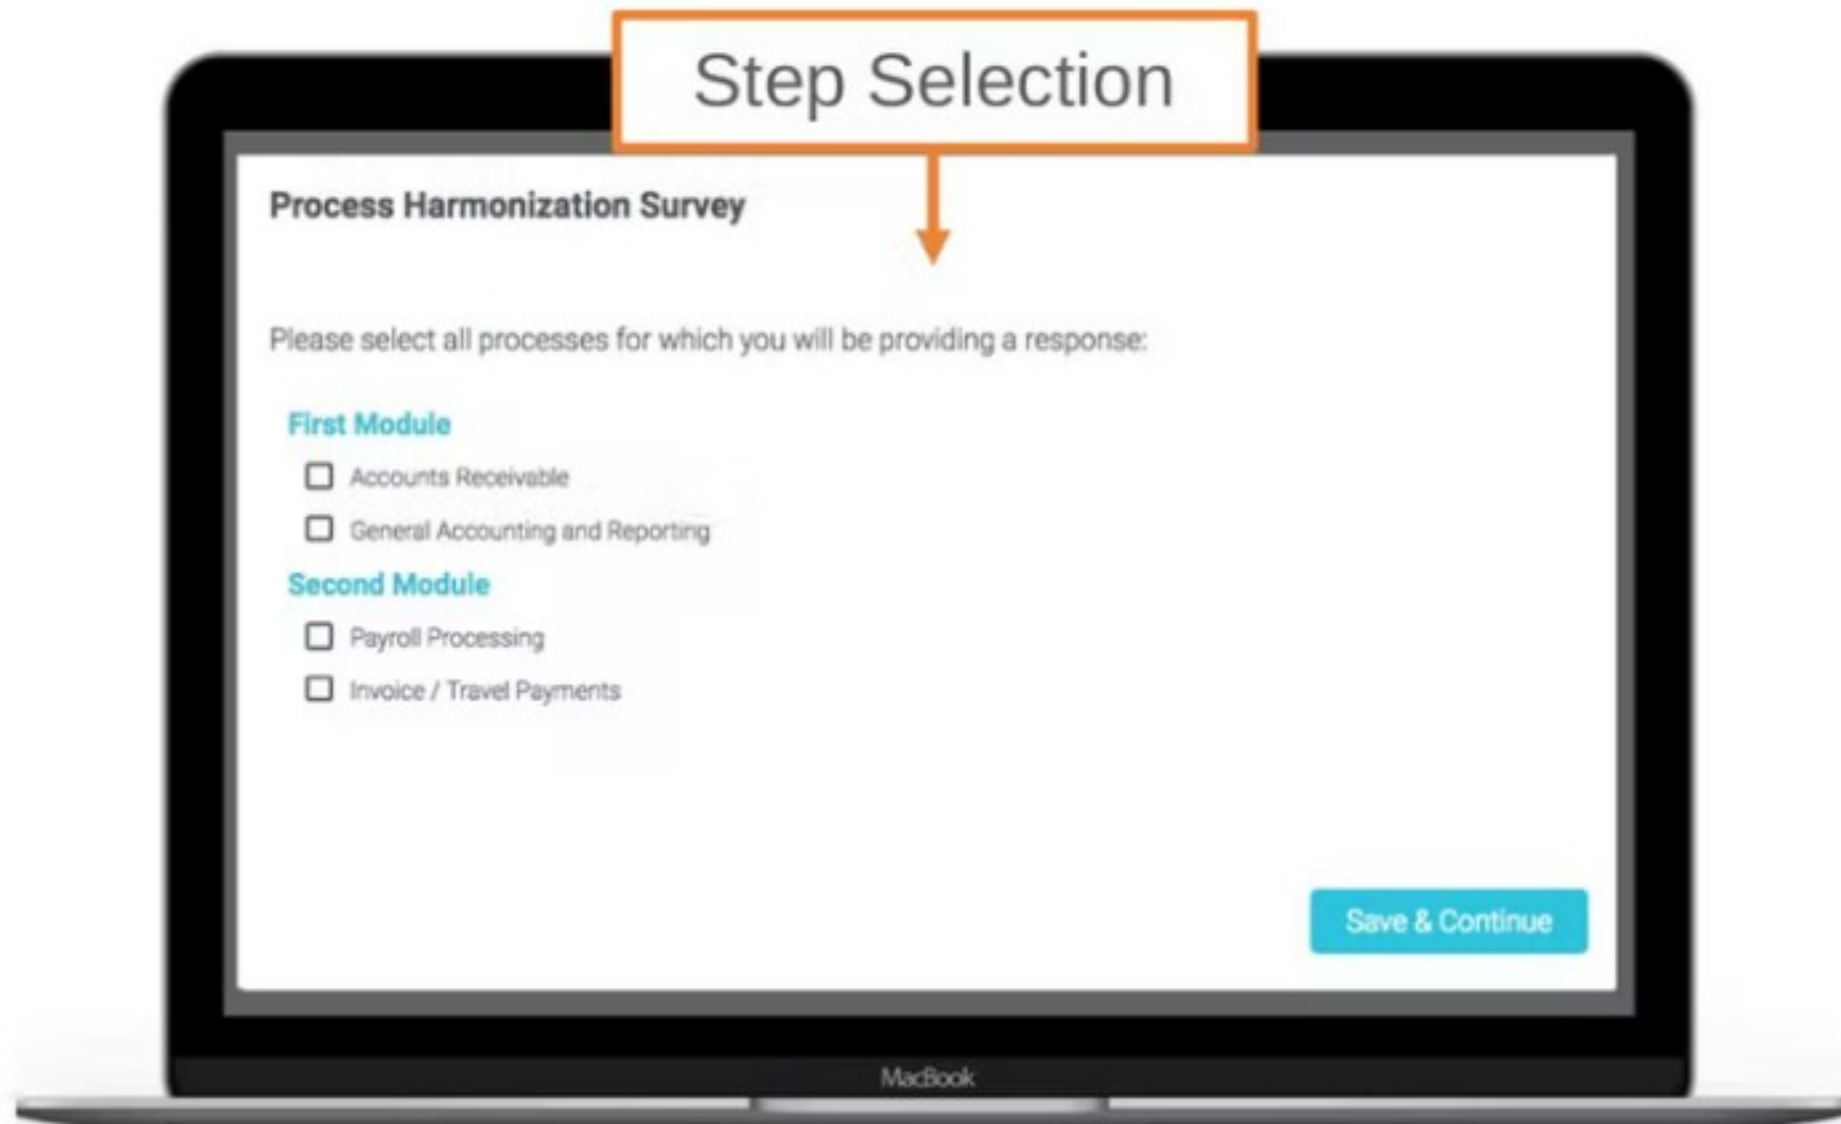 Step Selection
Process Harmonization Survey
Please select all processes for which you will be providing a response:
First Module
Accounts Receivable
General Accounting and Reporting
Second Module
Payroll Processing
Invoice / Travel Payments
Save & Continue
MacBook